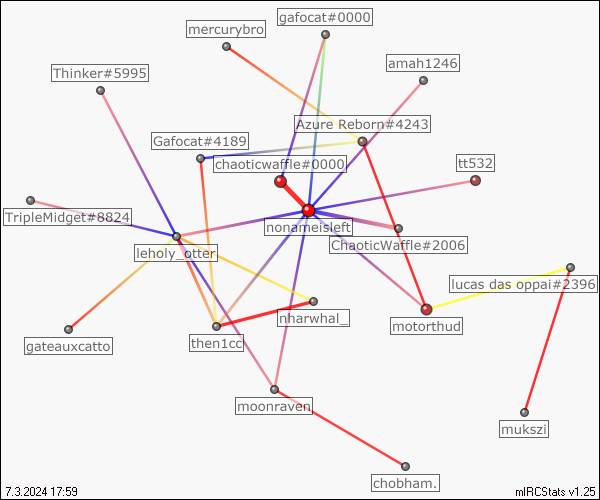 gafocat#0000
mercurybro
amah1246
Thinker#5995
Azure Reborn#4243
Gafocat#4189
chaoticwaffle#0000
tt532
TripleMidget#8824
nonameisleft
ChaoticWaffle#2006
leholy_otter
lucas das oppai#2396
nharwhal_
motorthud
then1cc
gateauxcatto
moonraven
mukszi
chobham.
7.3.2024 17:59
mIRCStats v1.25